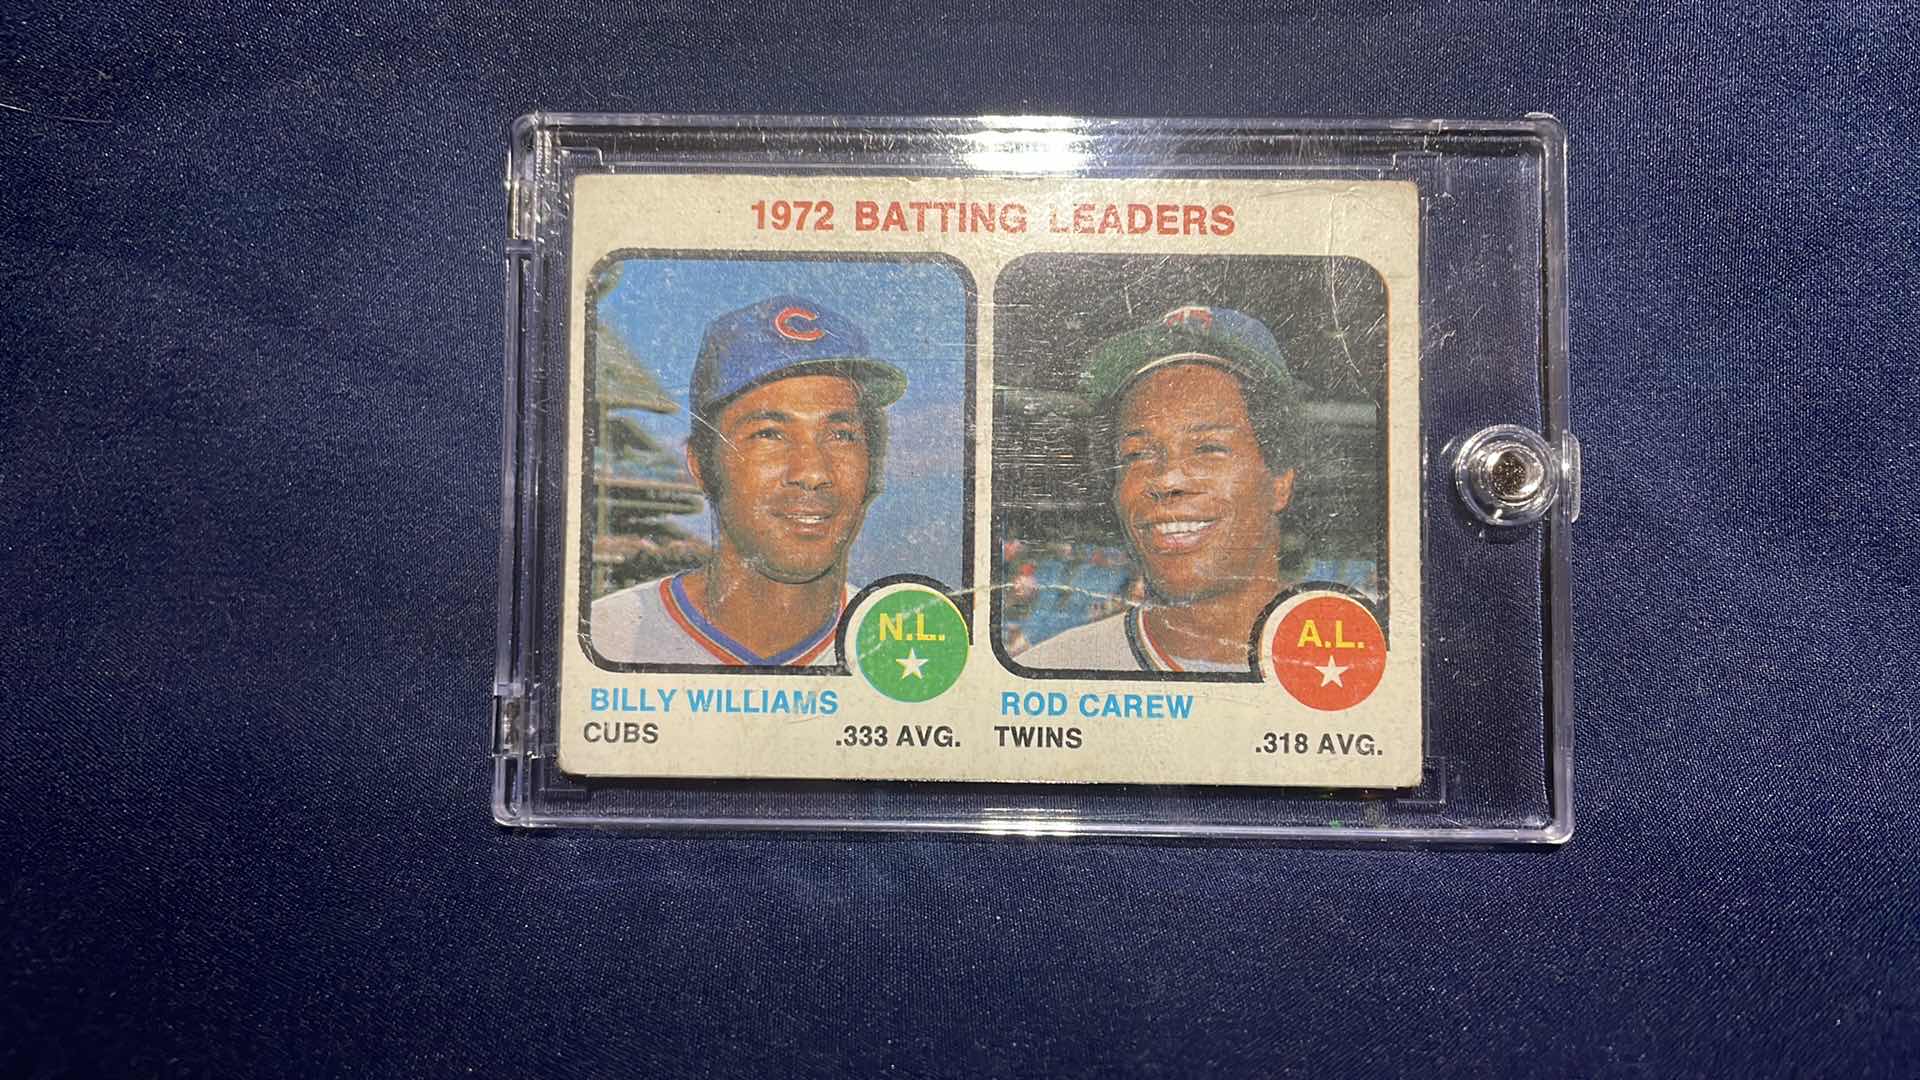 1972 BATTING LEADERS
C
T
N.L.
A.L.
BILLY WILLIAMS
ROD CAREW
CUBS
.333 AVG.
TWINS
.318 AVG.